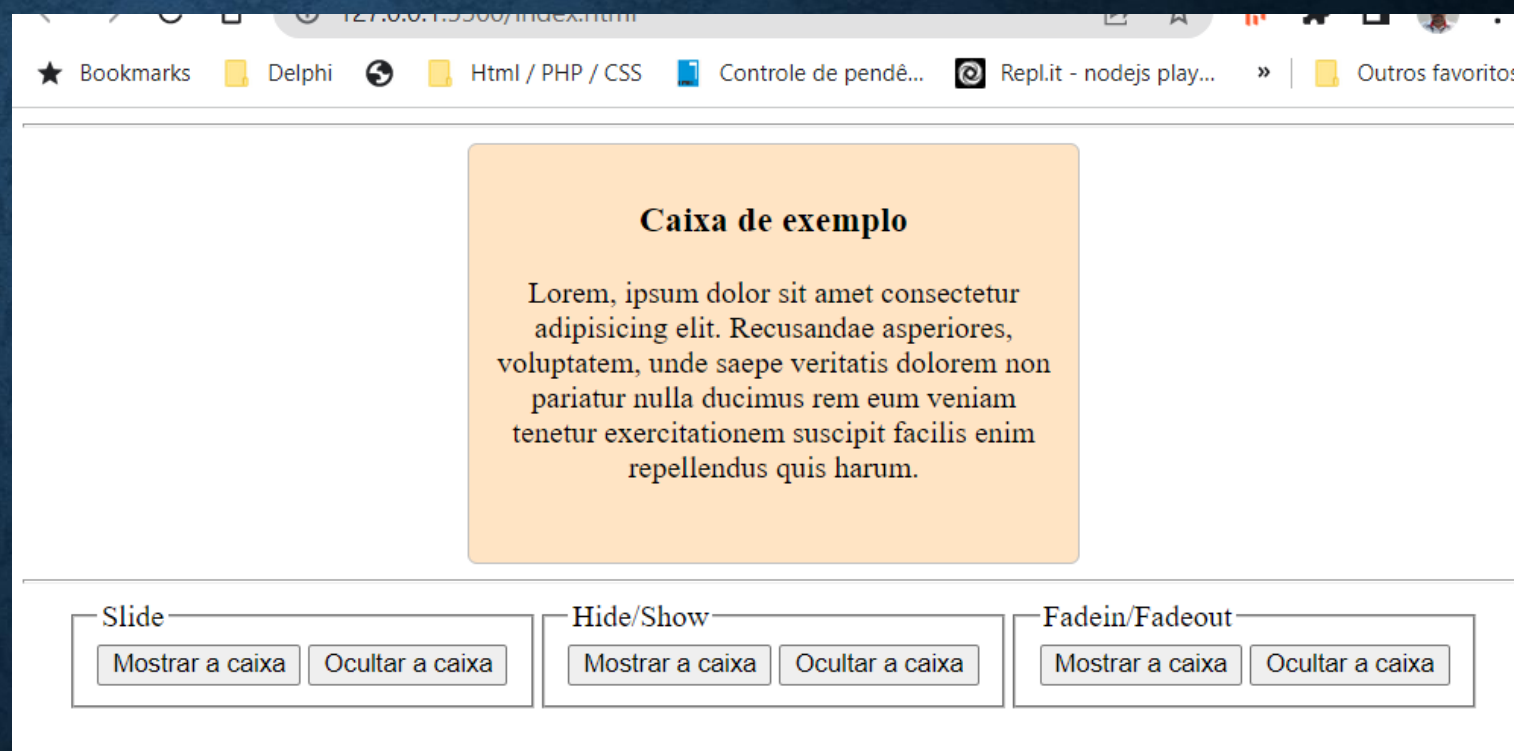 127.0.0.1:5500/index.html
Bookmarks Delphi Html / PHP / CSS Controle de pendê... Repl.it - nodejs play... » Outros favoritos
Caixa de exemplo
Lorem, ipsum dolor sit amet consectetur
adipisicing elit. Recusandae asperiores,
voluptatem, unde saepe veritatis dolorem non
pariatur nulla ducimus rem eum veniam
tenetur exercitationem suscipit facilis enim
repellendus quis harum.
Slide Hide/Show Fadein/Fadeout
Mostrar a caixa Ocultar a caixa Mostrar a caixa Ocultar a caixa Mostrar a caixa Ocultar a caixa